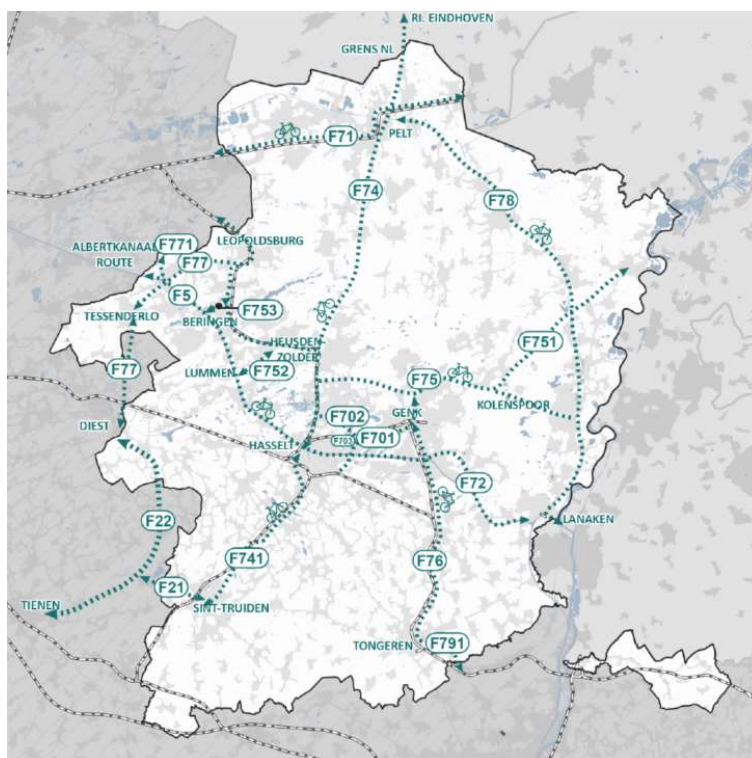 RI. EINDHOVEN
GRENS NL
F71
PELT
F74
F78
LEOPOLDSBURG
ALBERTKANAAL
ROUTE
F771
F77
F5
TESSENDERLO
BERINGEN
F753
HEUSDEN
ZOLDER
F751
LUMMEN
F752
F77
F75
KOLENSPOOR
DIEST
F702
GENK
HASSELT
F703
F701
F72
LANAKEN
F22
F741
F76
F21
TIENEN
SINT-TRUIDEN
TONGEREN
F791